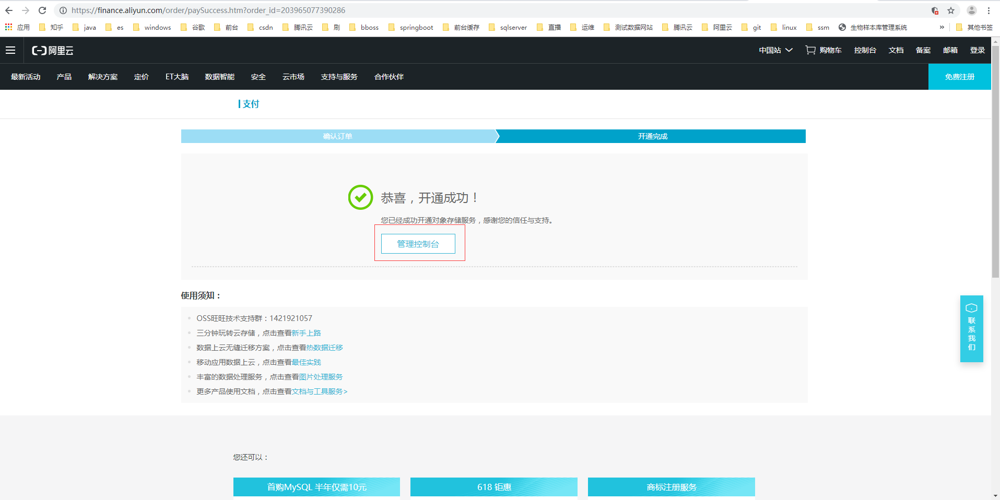 https://finance.aliyun.com/order/paySuccess.htm?order_id=203965077390286
应用 知乎 java es windows 谷歌 前台 csdn 腾讯云 刷 bboss springboot 前台缓存 sqlserver 直播 运维 测试数据网站 腾讯云 阿里云 git linux ssm 生物样本库管理系统 » 其他书签
阿里云 中国站 购物车 控制台 文档 备案 邮箱 登录
最新活动 产品 解决方案 定价 ET大脑 数据智能 安全 云市场 支持与服务 合作伙伴 免费注册
支付
确认订单 开通完成
恭喜，开通成功！
您已经成功开通对象存储服务，感谢您的信任与支持。
管理控制台
使用须知：
OSS旺旺技术支持群：1421921057
三分钟玩转云存储，点击查看新手上路
数据上云无缝迁移方案，点击查看热数据迁移
移动应用数据上云，点击查看最佳实践
丰富的数据处理服务，点击查看图片处理服务
更多产品使用文档，点击查看文档与工具服务>
联系我们
您还可以：
首购MySQL 半年仅需10元 618 钜惠 商标注册服务